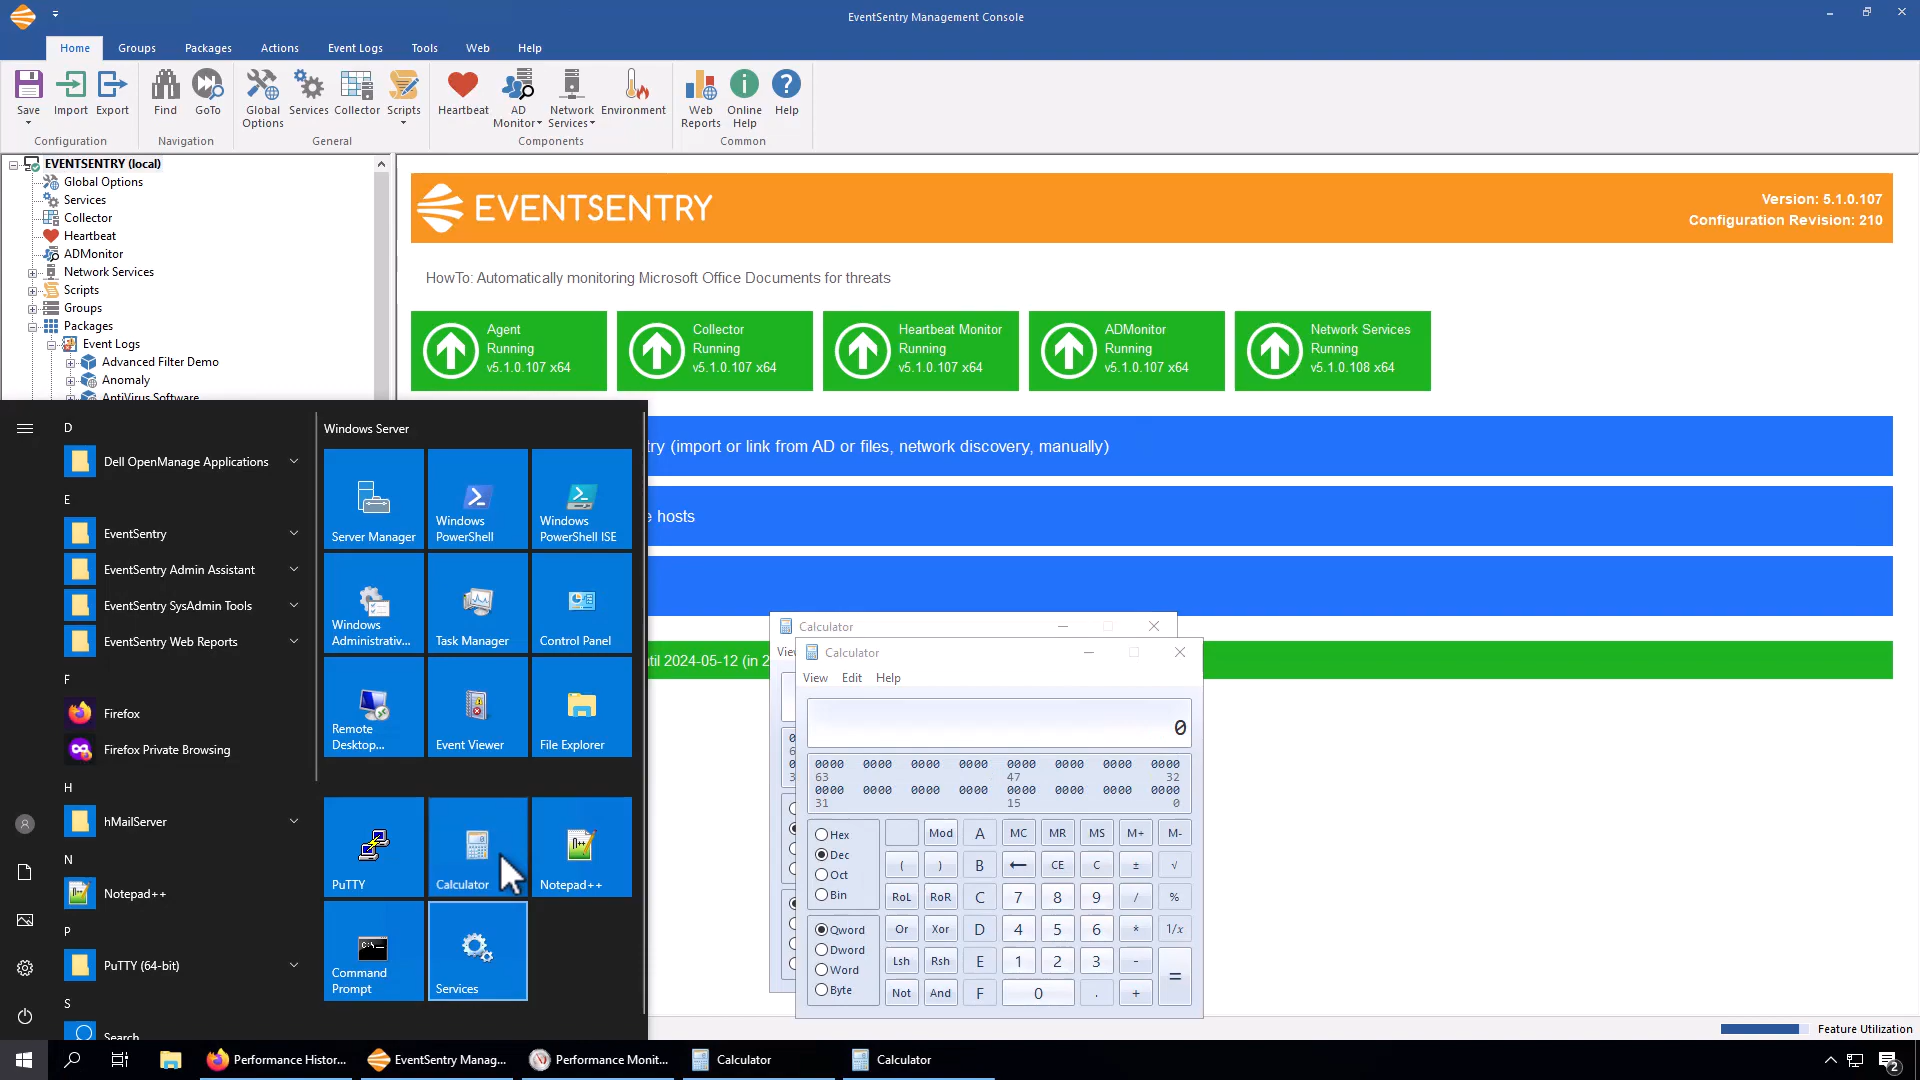 EventSentry Management Console
Home Groups Packages Actions Event Logs Tools Web Help
Save Import Export Find GoTo Global Options Services Collector Scripts Heartbeat AD Monitor Network Services Environment Web Reports Online Help Help
Configuration Navigation General Components Common
EVENTSENTRY (local)
Global Options
Services
Collector
Heartbeat
ADMonitor
Network Services
Scripts
Groups
Packages
Event Logs
Advanced Filter Demo
Anomaly
AntiVirus Software
EVENTSENTRY
Version: 5.1.0.107
Configuration Revision: 210
HowTo: Automatically monitoring Microsoft Office Documents for threats
Agent
Running
v5.1.0.107 x64
Collector
Running
v5.1.0.107 x64
Heartbeat Monitor
Running
v5.1.0.107 x64
ADMonitor
Running
v5.1.0.107 x64
Network Services
Running
v5.1.0.108 x64
try (import or link from AD or files, network discovery, manually)
hosts
until 2024-05-12 (in 2
D
Dell OpenManage Applications
E
EventSentry
EventSentry Admin Assistant
EventSentry SysAdmin Tools
EventSentry Web Reports
F
Firefox
Firefox Private Browsing
H
hMailServer
N
Notepad++
P
PuTTY (64-bit)
S
Search
Windows Server
Server Manager
Windows PowerShell
Windows PowerShell ISE
Windows Administrativ...
Task Manager
Control Panel
Remote Desktop...
Event Viewer
File Explorer
PuTTY
Calculator
Notepad++
Command Prompt
Services
Calculator
View
Calculator
View Edit Help
0
0000 0000 0000 0000 0000 0000 0000 0000
63 47 32
0000 0000 0000 0000 0000 0000 0000 0000
31 15 0
Hex
Dec
Oct
Bin
Qword
Dword
Word
Byte
Mod A MC MR MS M+ M-
( ) B ← CE C ± √
RoL RoR C 7 8 9 / %
Or Xor D 4 5 6 * 1/x
Lsh Rsh E 1 2 3 - =
Not And F 0 . +
Feature Utilization
Performance Histor... EventSentry Manag... Performance Monit... Calculator Calculator
2